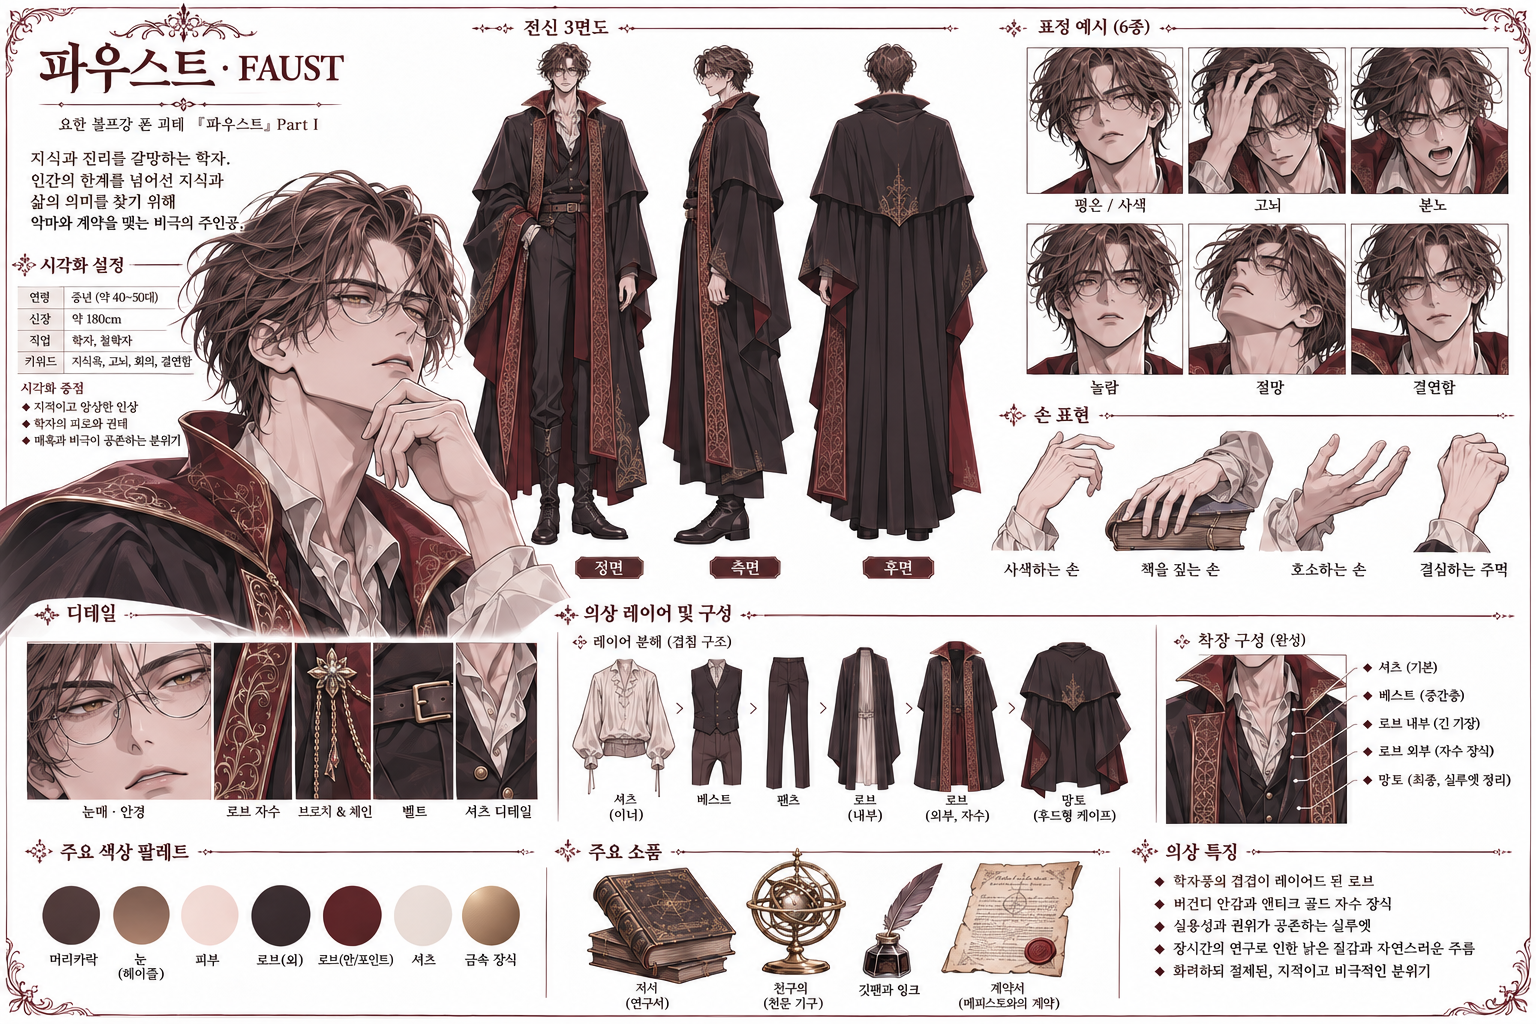 파우스트 · FAUST
요한 볼프강 폰 괴테 『파우스트』 Part I
지식과 진리를 갈망하는 학자.
인간의 한계를 넘어선 지식과
삶의 의미를 찾기 위해
악마와 계약을 맺는 비극의 주인공.
시각화 설정
연령 중년 (약 40~50대)
신장 약 180cm
직업 학자, 철학자
키워드 지식욕, 고뇌, 회의, 결연함
시각화 중점
◆ 지적이고 앙상한 인상
◆ 학자의 피로와 권태
◆ 매혹과 비극이 공존하는 분위기
전신 3면도
정면
측면
후면
표정 예시 (6종)
평온 / 사색
고뇌
분노
놀람
절망
결연함
손 표현
사색하는 손
책을 짚는 손
호소하는 손
결심하는 주먹
디테일
눈매 · 안경
로브 자수
브로치 & 체인
벨트
셔츠 디테일
의상 레이어 및 구성
레이어 분해 (겹침 구조)
셔츠
(이너)
베스트
팬츠
로브
(내부)
로브
(외부, 자수)
망토
(후드형 케이프)
착장 구성 (완성)
◆ 셔츠 (기본)
◆ 베스트 (중간층)
◆ 로브 내부 (긴 기장)
◆ 로브 외부 (자수 장식)
◆ 망토 (최종, 실루엣 정리)
주요 색상 팔레트
머리카락
눈
(헤이즐)
피부
로브(외)
로브(안/포인트)
셔츠
금속 장식
주요 소품
저서
(연구서)
천구의
(천문 기구)
깃펜과 잉크
계약서
(메피스토와의 계약)
의상 특징
◆ 학자풍의 겹겹이 레이어드 된 로브
◆ 버건디 안감과 앤티크 골드 자수 장식
◆ 실용성과 권위가 공존하는 실루엣
◆ 장시간의 연구로 인한 낡은 질감과 자연스러운 주름
◆ 화려하되 절제된, 지적이고 비극적인 분위기